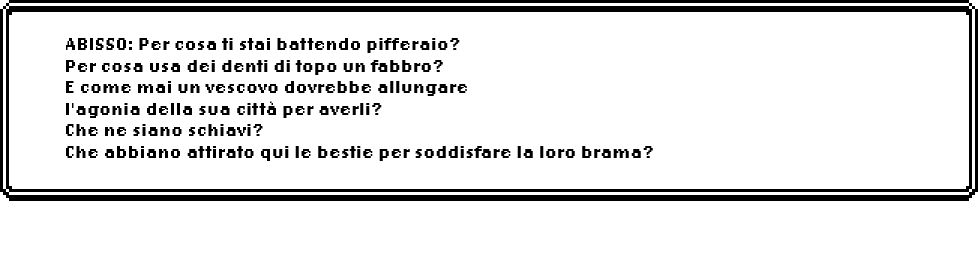 ABISSO: Per cosa ti stai battendo pifferaio?
Per cosa usa dei denti di topo un fabbro?
E come mai un vescovo dovrebbe allungare
l'agonia della sua città per averli?
Che ne siano schiavi?
Che abbiano attirato qui le bestie per soddisfare la loro brama?